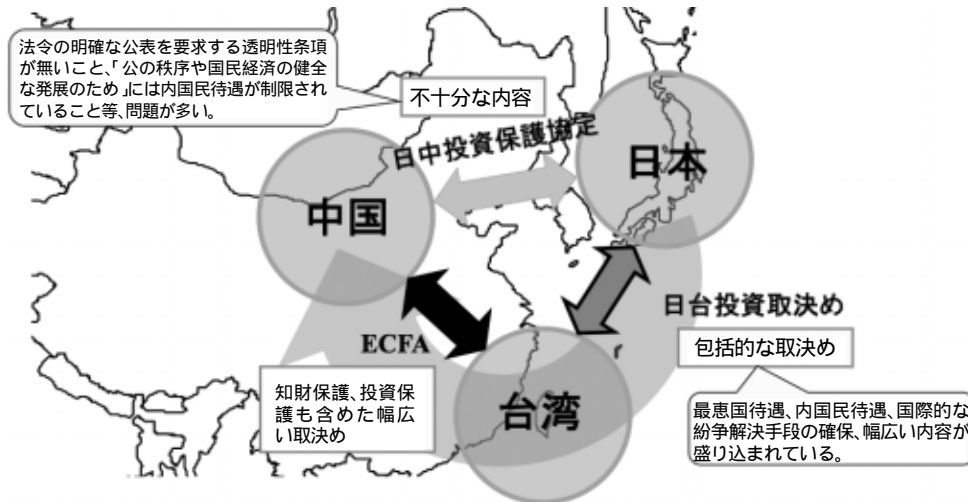 法令の明確な公表を要求する透明性条項
が無いこと、「公の秩序や国民経済の健全
な発展のため」には内国民待遇が制限され
ていること等、問題が多い。
不十分な内容
日中投資保護協定
日本
中国
日台投資取決め
ECFA
包括的な取決め
知財保護、投資保
護も含めた幅広
い取決め
台湾
最恵国待遇、内国民待遇、国際的な
紛争解決手段の確保、幅広い内容が
盛り込まれている。